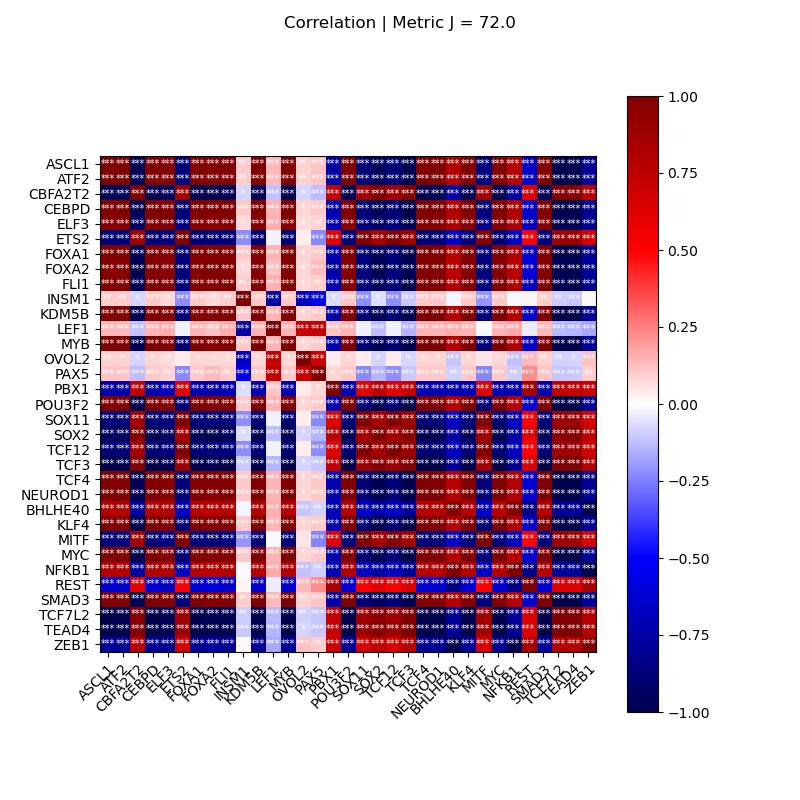 Correlation | Metric J = 72.0
ASCL1
ATF2
CBFA2T2
CEBPD
ELF3
ETS2
FOXA1
FOXA2
FLI1
INSM1
KDM5B
LEF1
MYB
OVOL2
PAX5
PBX1
POU3F2
SOX11
SOX2
TCF12
TCF3
TCF4
NEUROD1
BHLHE40
KLF4
MITF
MYC
NFKB1
REST
SMAD3
TCF7L2
TEAD4
ZEB1
ASCL1
ATF2
CBFA2T2
CEBPD
ELF3
ETS2
FOXA1
FOXA2
FLI1
INSM1
KDM5B
LEF1
MYB
OVOL2
PAX5
PBX1
POU3F2
SOX11
SOX2
TCF12
TCF3
TCF4
NEUROD1
BHLHE40
KLF4
MITF
MYC
NFKB1
REST
SMAD3
TCF7L2
TEAD4
ZEB1
1.00
0.75
0.50
0.25
0.00
−0.25
−0.50
−0.75
−1.00